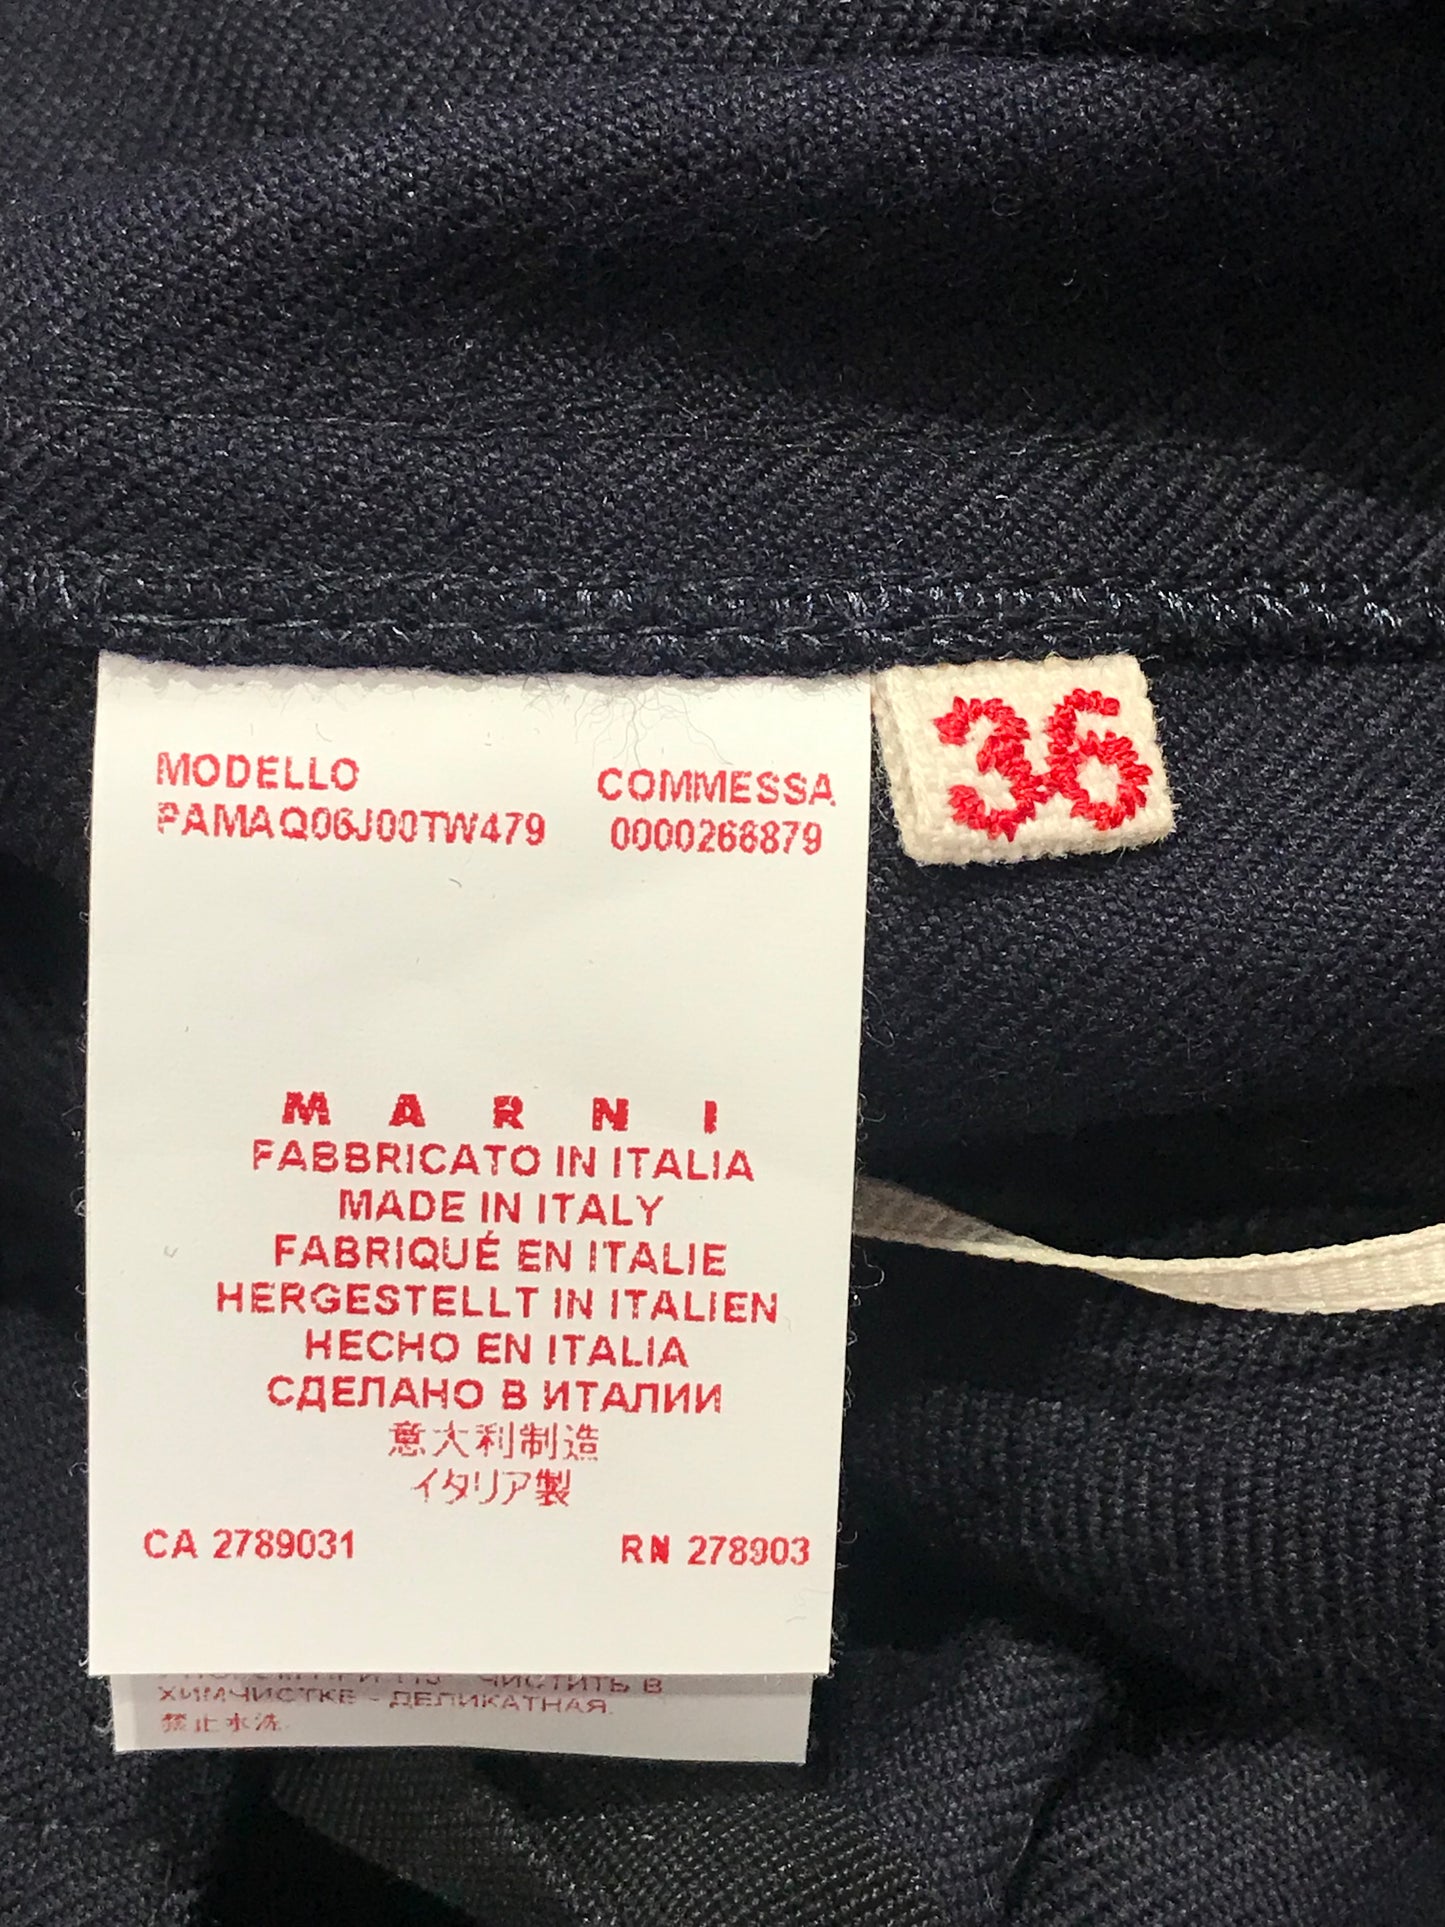 MODELLO
PAMAQ06J00TW479
COMMESSA
0000266879
36
MARNI
FABBRICATO IN ITALIA
MADE IN ITALY
FABRIQUÉ EN ITALIE
HERGESTELLT IN ITALIEN
HECHO EN ITALIA
СДЕЛАНО В ИТАЛИИ
意大利制造
イタリア製
CA 2789031
RN 278903
ЧИСТИТЬ В
ХИМЧИСТКЕ - ДЕЛИКАТНАЯ.
禁止水洗.